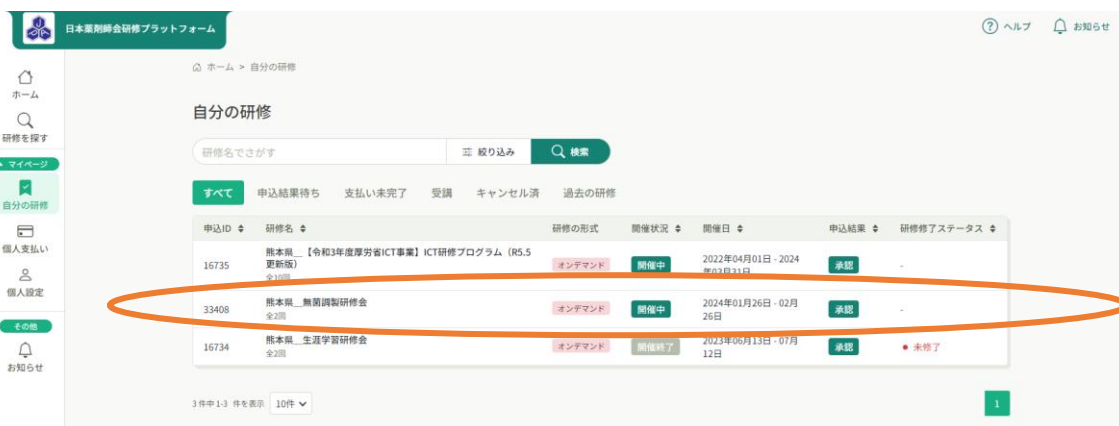 日本薬剤師会研修プラットフォーム
? ヘルプ
お知らせ
ホーム
研修を探す
マイページ
自分の研修
個人支払い
個人設定
その他
お知らせ
ホーム > 自分の研修
自分の研修
研修名でさがす
絞り込み
検索
すべて 申込結果待ち 支払い未完了 受講 キャンセル済 過去の研修
申込ID 研修名 研修の形式 開催状況 開催日 申込結果 研修修了ステータス
16735
熊本県__【令和3年度厚労省ICT事業】ICT研修プログラム（R5.5
更新版）
全10回
オンデマンド
開催中
2022年04月01日 - 2024
年03月31日
承認
-
33408
熊本県__無菌調製研修会
全2回
オンデマンド
開催中
2024年01月26日 - 02月
26日
承認
-
16734
熊本県__生涯学習研修会
全2回
オンデマンド
開催終了
2023年06月13日 - 07月
12日
承認
未修了
3 件中 1-3 件を表示 10件
1